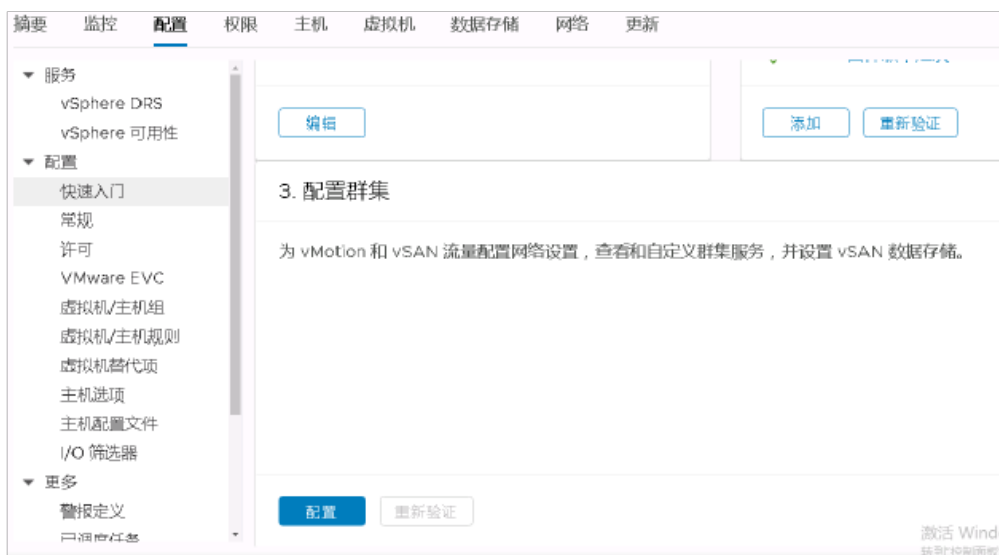 摘要 监控 配置 权限 主机 虚拟机 数据存储 网络 更新
服务
vSphere DRS
vSphere 可用性
配置
快速入门
常规
许可
VMware EVC
虚拟机/主机组
虚拟机/主机规则
虚拟机替代项
主机选项
主机配置文件
I/O 筛选器
更多
警报定义
已调度任务
编辑
添加 重新验证
3. 配置群集
为 vMotion 和 vSAN 流量配置网络设置，查看和自定义群集服务，并设置 vSAN 数据存储。
配置 重新验证
激活 Wind